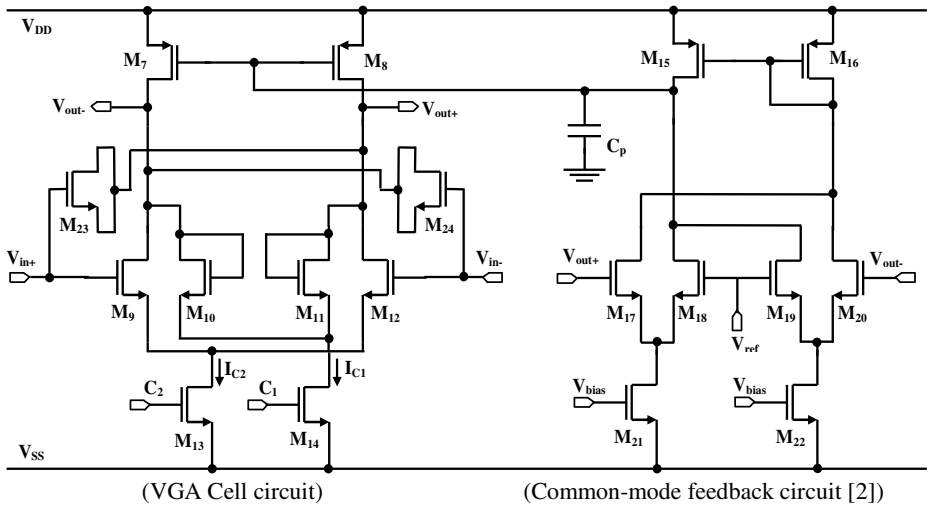 V_DD
M_7 M_8 M_15 M_16
V_out- V_out+
C_p
M_23 M_24
V_in+ V_in- V_out+ V_out-
M_9 M_10 M_11 M_12 M_17 M_18 M_19 M_20
V_ref
I_C2 I_C1
C_2 C_1 V_bias V_bias
M_13 M_14 M_21 M_22
V_SS
(VGA Cell circuit) (Common-mode feedback circuit [2])